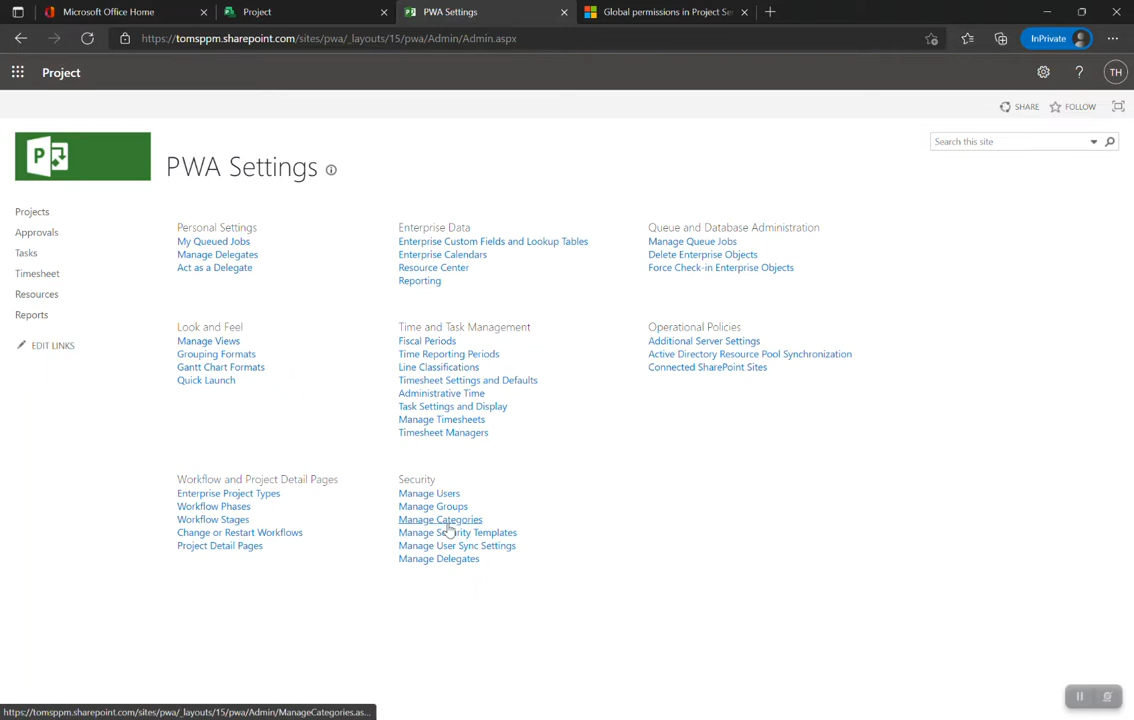 Microsoft Office Home
Project
PWA Settings
Global permissions in Project Se
https://tomsppm.sharepoint.com/sites/pwa/_layouts/15/pwa/Admin/Admin.aspx
InPrivate
Project
TH
SHARE
FOLLOW
P
PWA Settings
Search this site
Projects
Approvals
Tasks
Timesheet
Resources
Reports
EDIT LINKS
Personal Settings
My Queued Jobs
Manage Delegates
Act as a Delegate
Enterprise Data
Enterprise Custom Fields and Lookup Tables
Enterprise Calendars
Resource Center
Reporting
Queue and Database Administration
Manage Queue Jobs
Delete Enterprise Objects
Force Check-in Enterprise Objects
Look and Feel
Manage Views
Grouping Formats
Gantt Chart Formats
Quick Launch
Time and Task Management
Fiscal Periods
Time Reporting Periods
Line Classifications
Timesheet Settings and Defaults
Administrative Time
Task Settings and Display
Manage Timesheets
Timesheet Managers
Operational Policies
Additional Server Settings
Active Directory Resource Pool Synchronization
Connected SharePoint Sites
Workflow and Project Detail Pages
Enterprise Project Types
Workflow Phases
Workflow Stages
Change or Restart Workflows
Project Detail Pages
Security
Manage Users
Manage Groups
Manage Categories
Manage Security Templates
Manage User Sync Settings
Manage Delegates
https://tomsppm.sharepoint.com/sites/pwa/_layouts/15/pwa/Admin/ManageCategories.as...